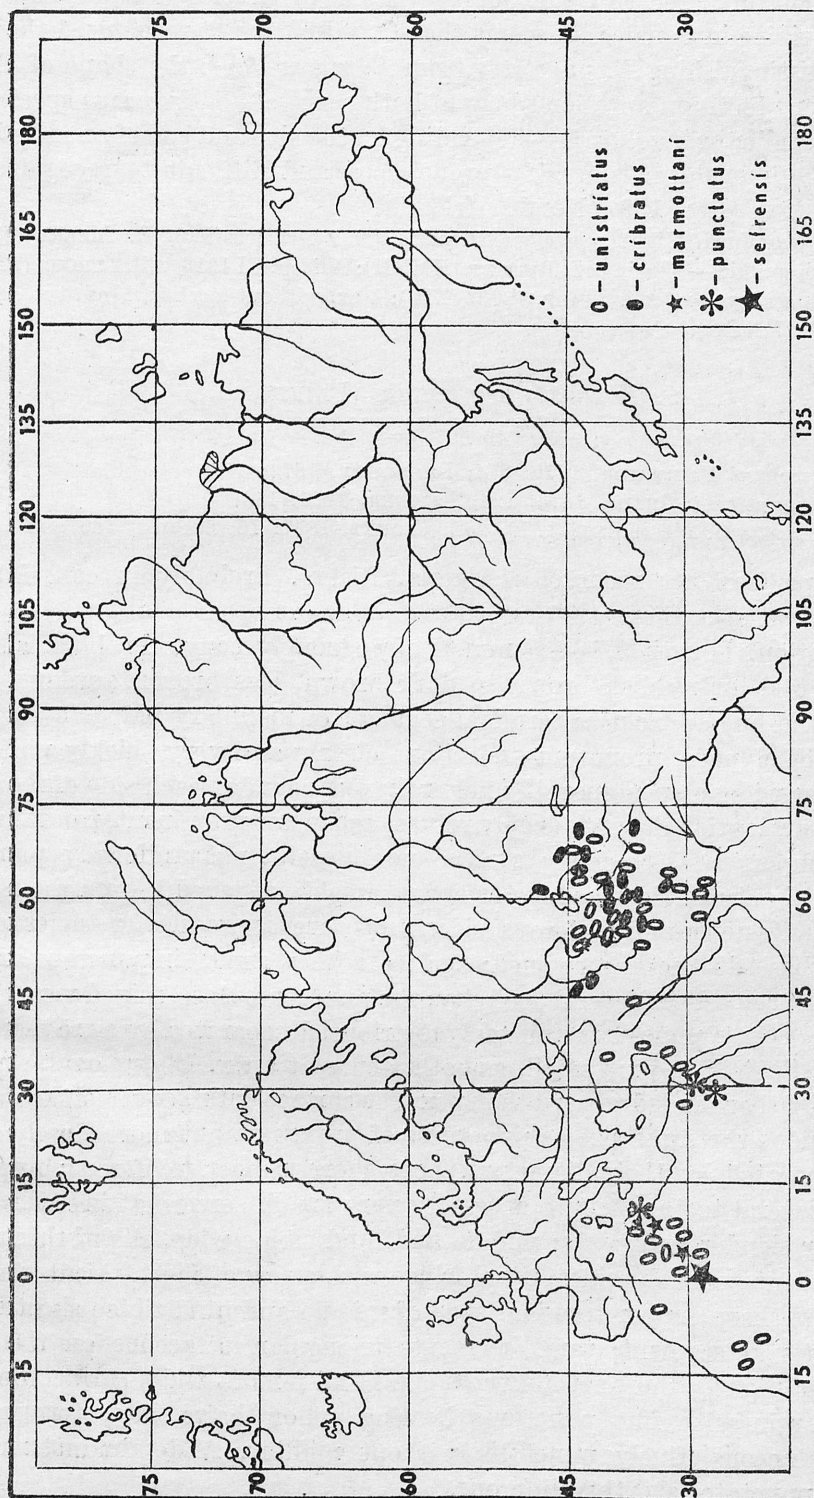 15 0 15 30 45 60 75 90 105 120 135 150 165 180
75 75
70 70
60 60
45 45
30 30
– unistriatus
– cribratus
– marmottani
– punctatus
– sefrensis
15 0 15 30 45 60 75 90 105 120 135 150 165 180